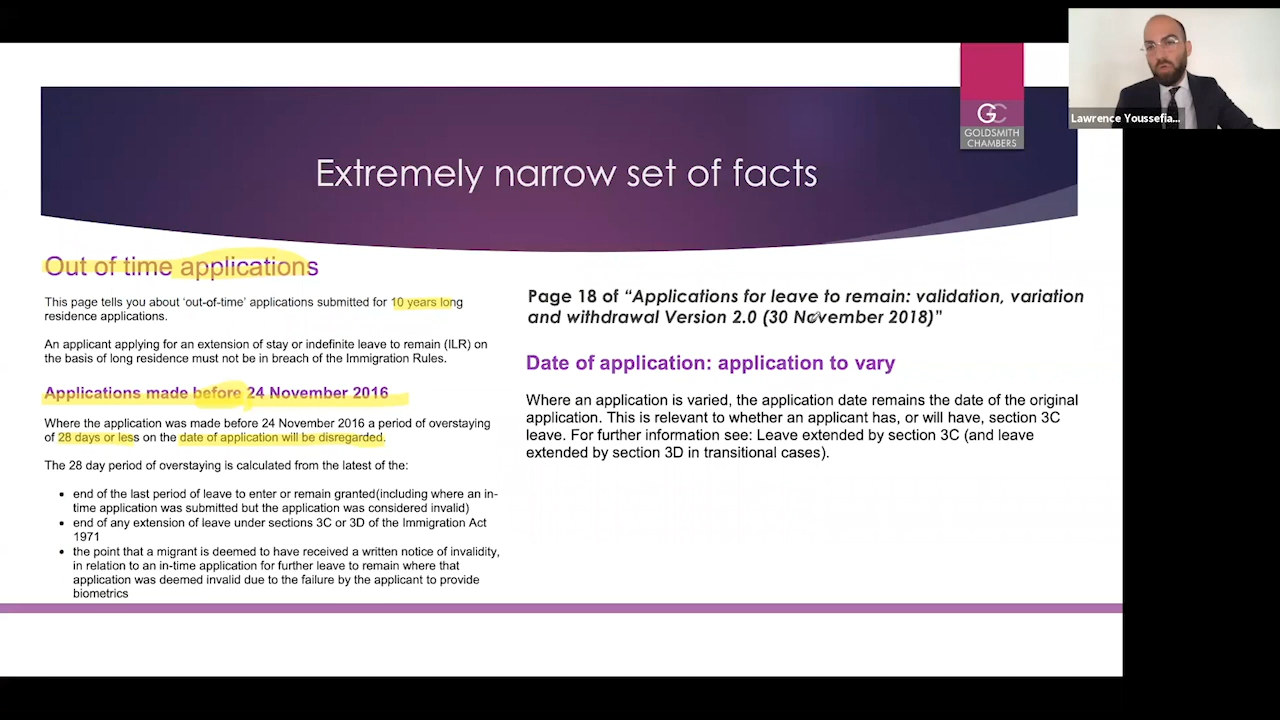 Lawrence Youssefia...
GC
GOLDSMITH
CHAMBERS
Extremely narrow set of facts
Out of time applications
This page tells you about ‘out-of-time’ applications submitted for 10 years long
residence applications.
An applicant applying for an extension of stay or indefinite leave to remain (ILR) on
the basis of long residence must not be in breach of the Immigration Rules.
Applications made before 24 November 2016
Where the application was made before 24 November 2016 a period of overstaying
of 28 days or less on the date of application will be disregarded.
The 28 day period of overstaying is calculated from the latest of the:
• end of the last period of leave to enter or remain granted(including where an in-
time application was submitted but the application was considered invalid)
• end of any extension of leave under sections 3C or 3D of the Immigration Act
1971
• the point that a migrant is deemed to have received a written notice of invalidity,
in relation to an in-time application for further leave to remain where that
application was deemed invalid due to the failure by the applicant to provide
biometrics
Page 18 of “Applications for leave to remain: validation, variation
and withdrawal Version 2.0 (30 November 2018)”
Date of application: application to vary
Where an application is varied, the application date remains the date of the original
application. This is relevant to whether an applicant has, or will have, section 3C
leave. For further information see: Leave extended by section 3C (and leave
extended by section 3D in transitional cases).